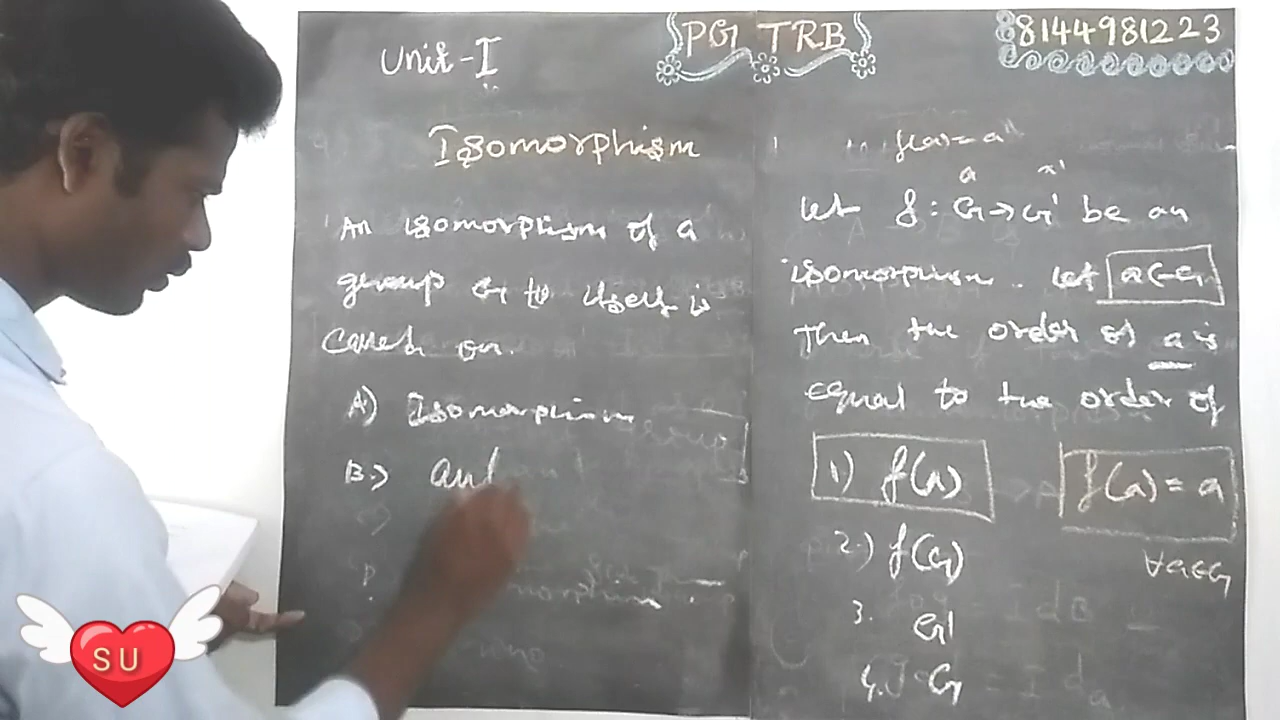 Unit-I
PG TRB
8144981223
Isomorphism
An isomorphism of a
group G to itself is
called an.
A) Isomorphism
B.) aut
f(a)=a
a x'
Let f: G→G' be an
isomorphism. Let a∈G
Then the order of a is
equal to the order of
1) f(a)
f(a) = a
∀a∈G
2.) f(G)
3. G'
4. G
SU